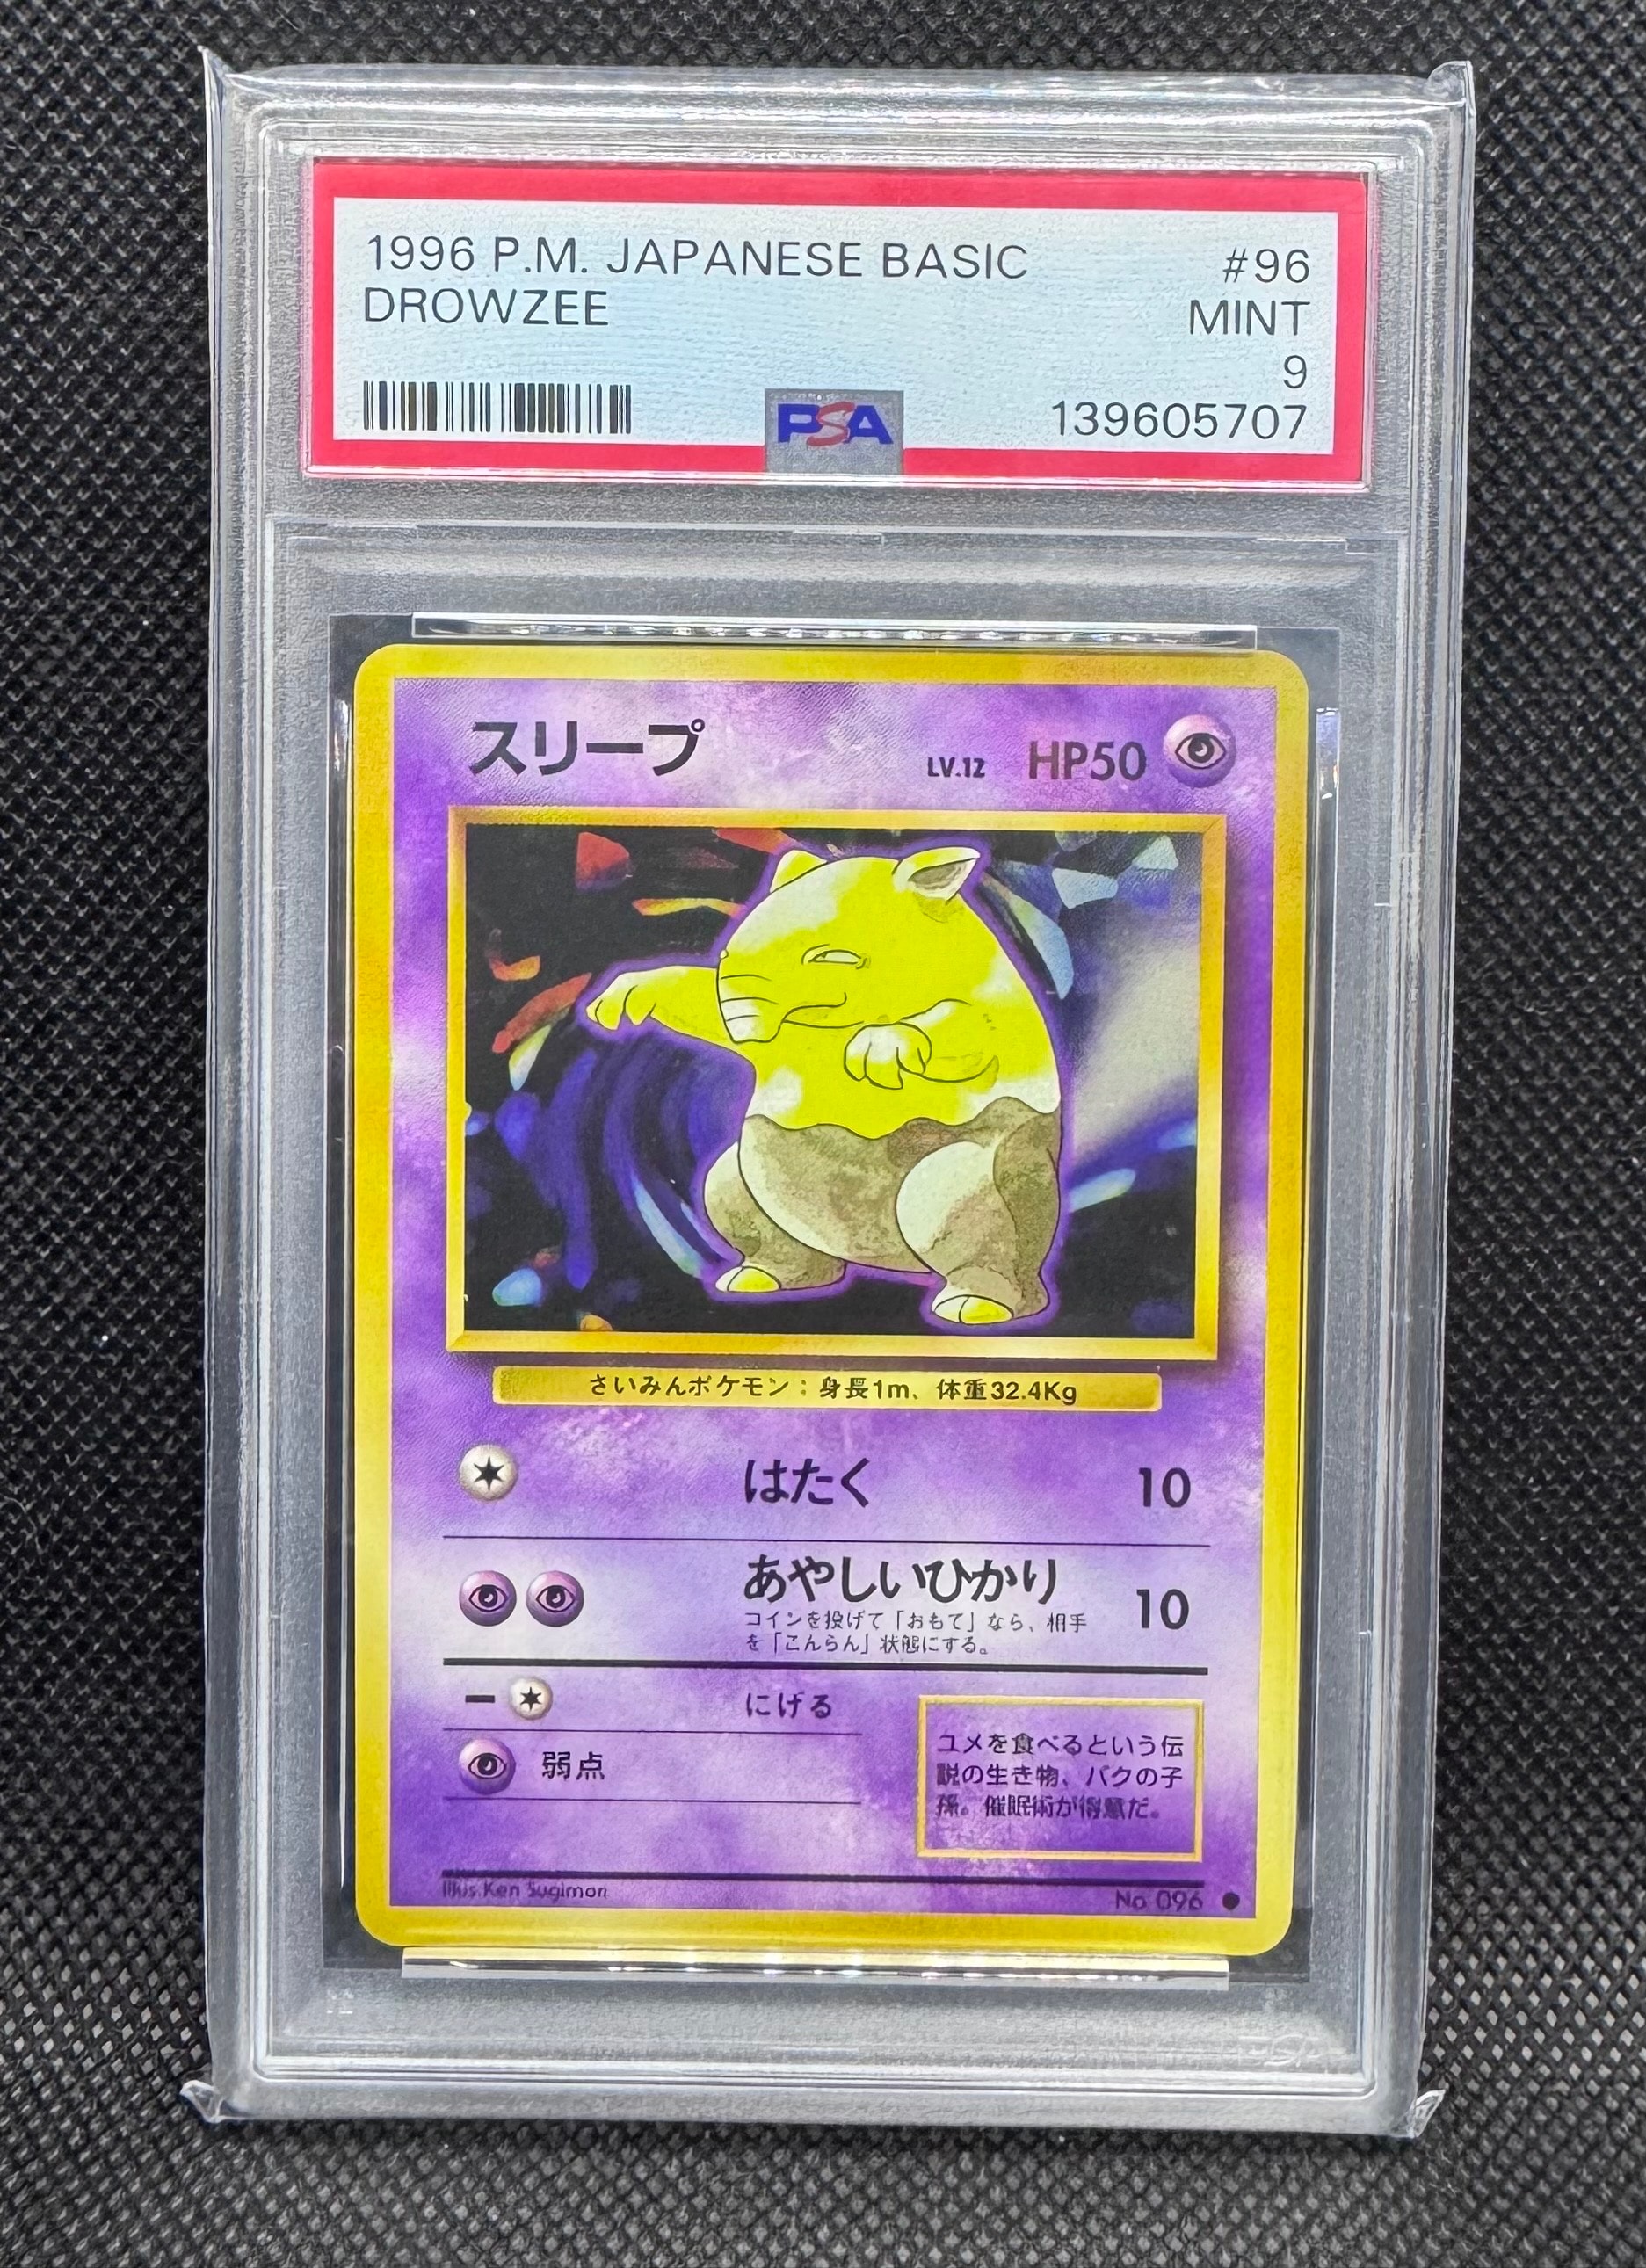 1996 P.M. JAPANESE BASIC #96
DROWZEE MINT
9
PSA 139605707
スリープ LV.12 HP50
さいみんポケモン：身長1m、体重32.4Kg
はたく 10
あやしいひかり 10
コインを投げて「おもて」なら、相手
を「こんらん」状態にする。
にげる
弱点
ユメを食べるという伝
説の生き物、バクの子
孫。催眠術が得意だ。
Illus. Ken Sugimori No. 096